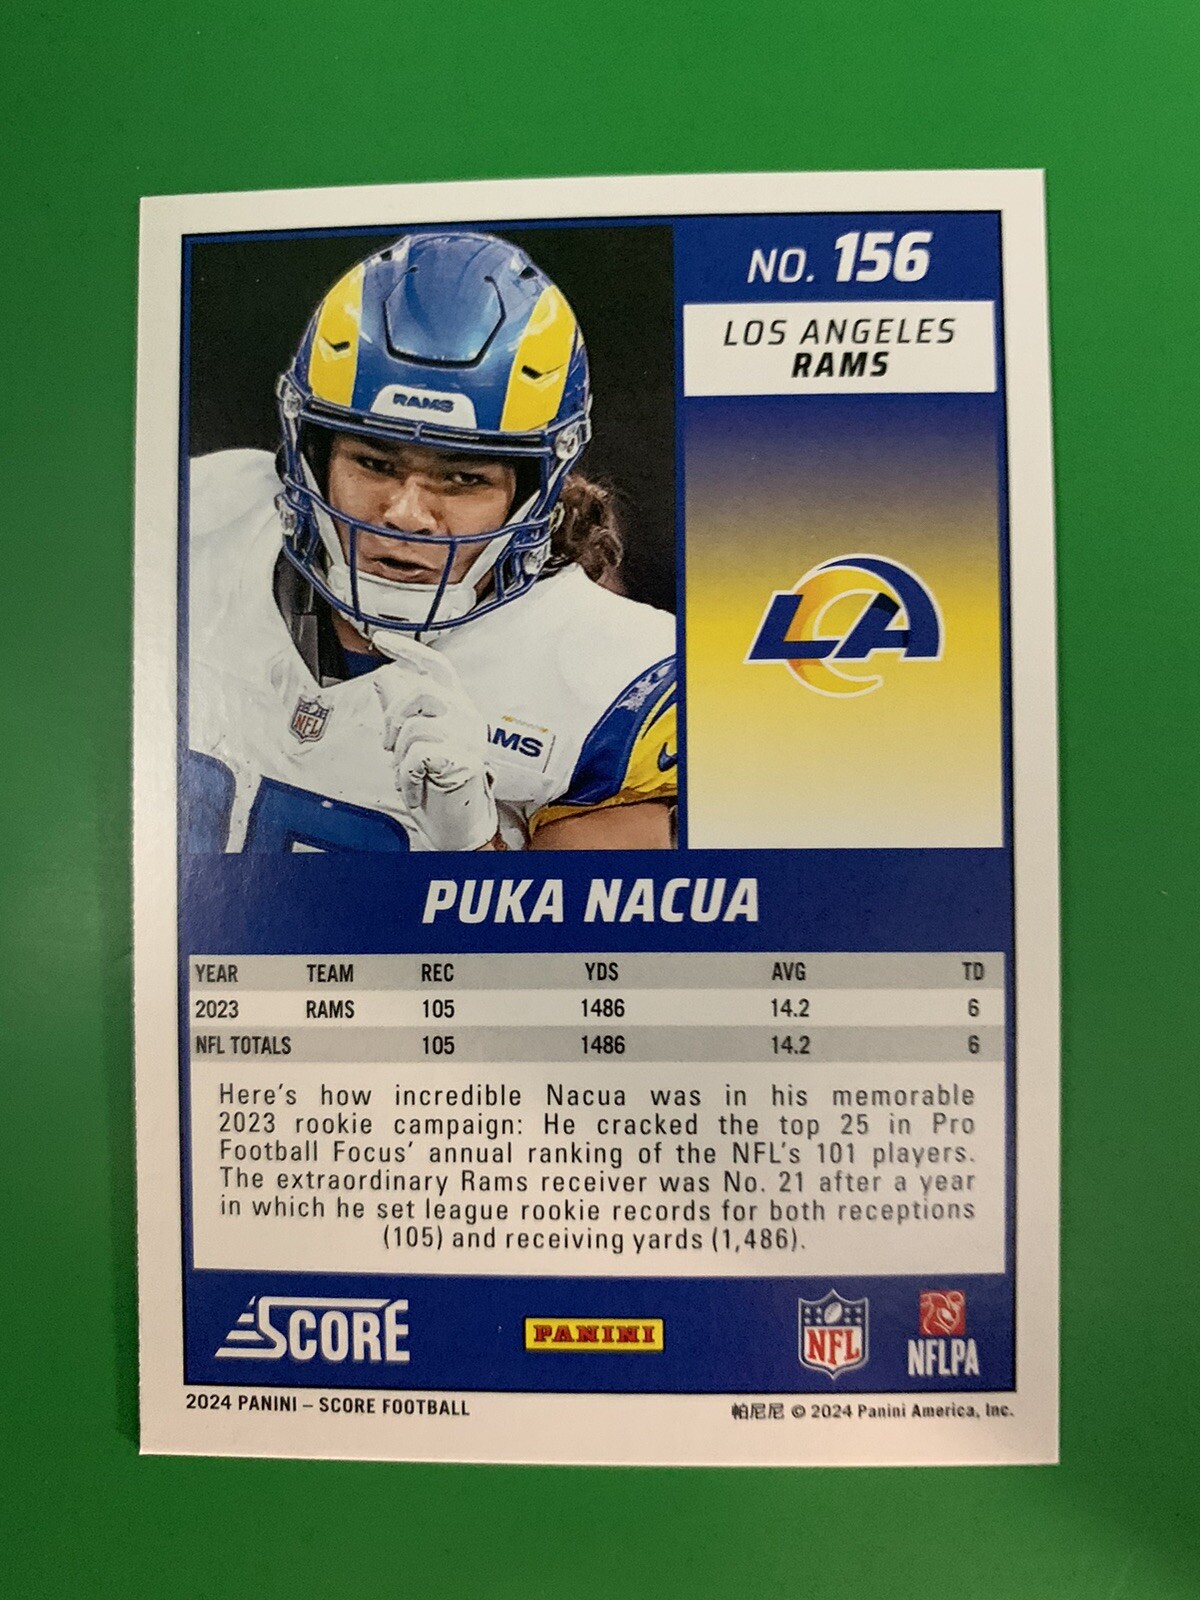 NO. 156
LOS ANGELES
RAMS
RAMS
NFL
AMS
LA
PUKA NACUA
YEAR TEAM REC YDS AVG TD
2023 RAMS 105 1486 14.2 6
NFL TOTALS 105 1486 14.2 6
Here's how incredible Nacua was in his memorable
2023 rookie campaign: He cracked the top 25 in Pro
Football Focus' annual ranking of the NFL's 101 players.
The extraordinary Rams receiver was No. 21 after a year
in which he set league rookie records for both receptions
(105) and receiving yards (1,486).
SCORE
PANINI
NFL
NFLPA
2024 PANINI – SCORE FOOTBALL
帕尼尼 © 2024 Panini America, Inc.